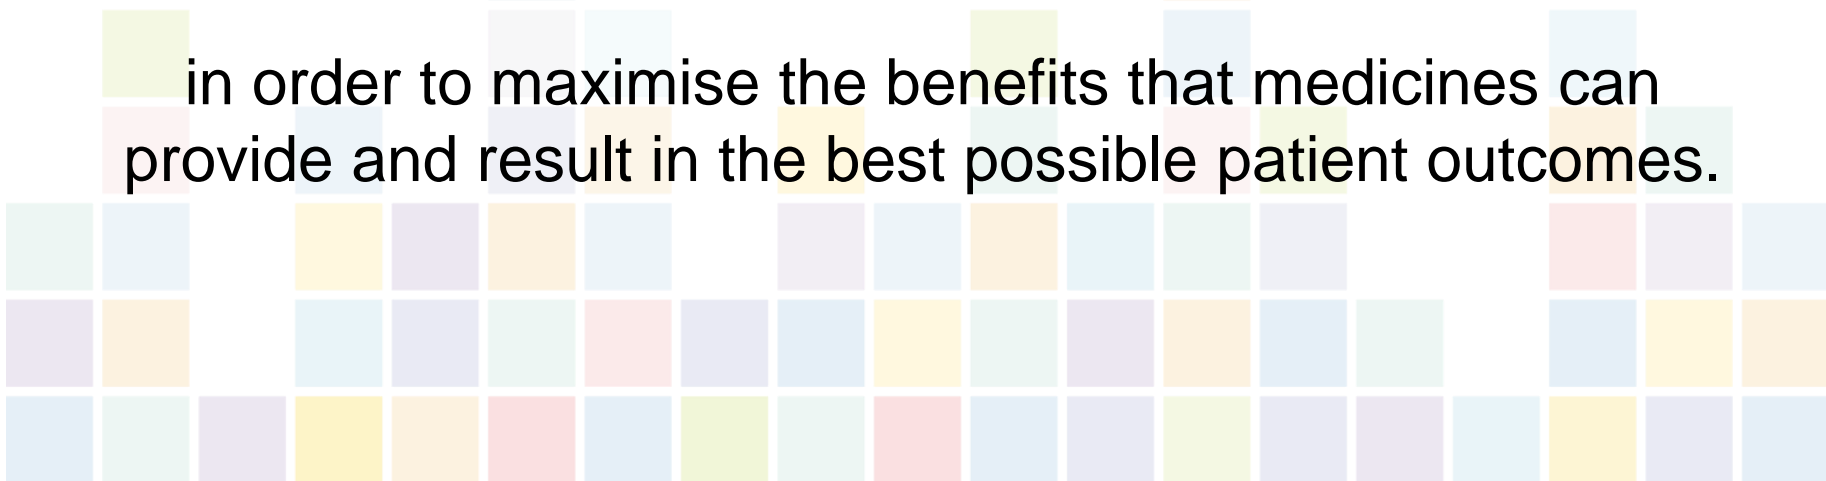 in order to maximise the benefits that medicines can
provide and result in the best possible patient outcomes.